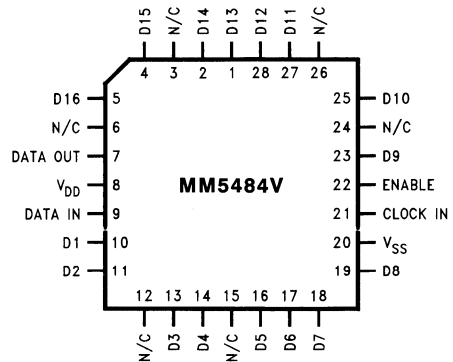 D15 N/C D14 D13 D12 D11 N/C
4 3 2 1 28 27 26
D16 5 25 D10
N/C 6 24 N/C
DATA OUT 7 23 D9
VDD 8 MM5484V 22 ENABLE
DATA IN 9 21 CLOCK IN
D1 10 20 VSS
D2 11 19 D8
12 13 14 15 16 17 18
N/C D3 D4 N/C D5 D6 D7